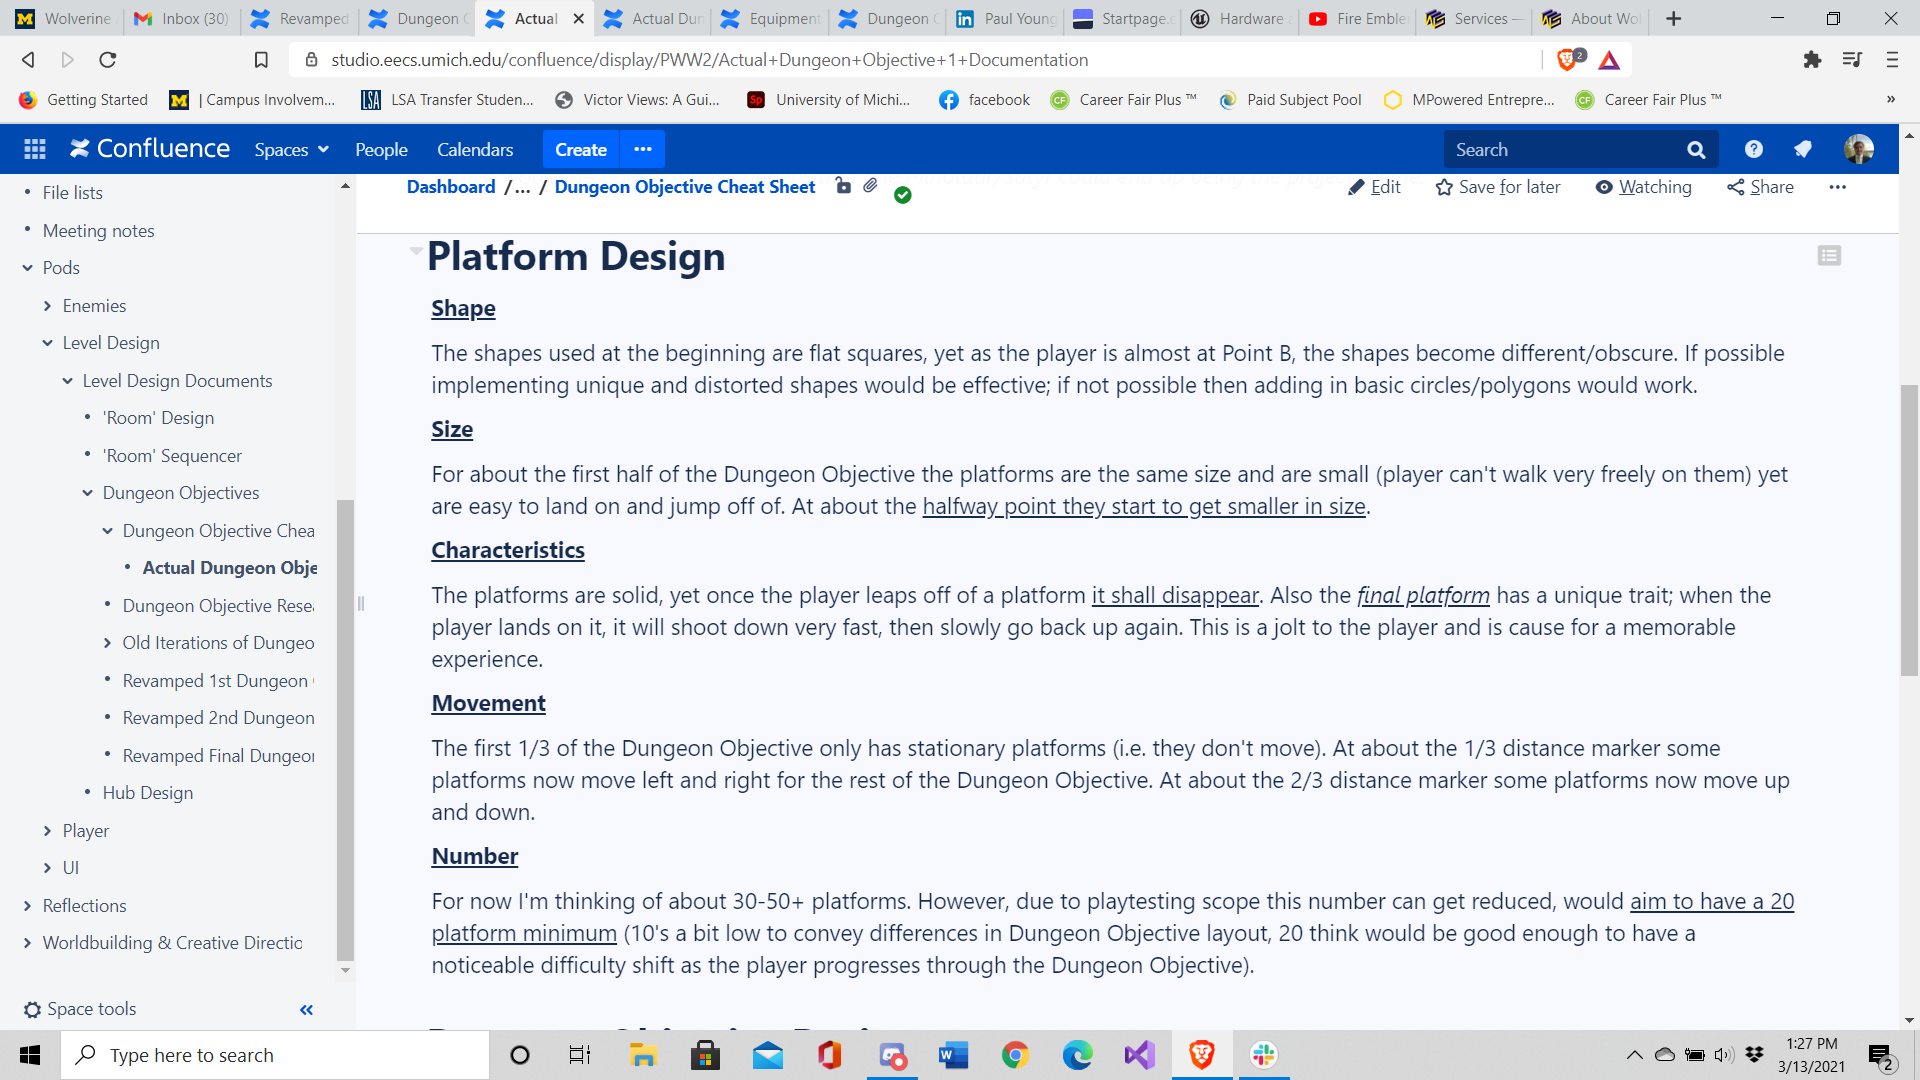 Wolverine
Inbox (30)
Revamped
Dungeon
Actual
Actual Dun
Equipment
Dungeon
Paul Young
Startpage.c
Hardware
Fire Emble
Services —
About Wol
studio.eecs.umich.edu/confluence/display/PWW2/Actual+Dungeon+Objective+1+Documentation
2
Getting Started
| Campus Involvem...
LSA Transfer Studen...
Victor Views: A Gui...
University of Michi...
facebook
Career Fair Plus ™
Paid Subject Pool
MPowered Entrepre...
Career Fair Plus ™
»
Confluence
Spaces
People
Calendars
Create
Search
File lists
Meeting notes
Pods
Enemies
Level Design
Level Design Documents
'Room' Design
'Room' Sequencer
Dungeon Objectives
Dungeon Objective Chea
Actual Dungeon Obje
Dungeon Objective Rese
Old Iterations of Dungeo
Revamped 1st Dungeon
Revamped 2nd Dungeon
Revamped Final Dungeon
Hub Design
Player
UI
Reflections
Worldbuilding & Creative Directio
Space tools
Dashboard /... / Dungeon Objective Cheat Sheet
Edit
Save for later
Watching
Share
Platform Design
Shape
The shapes used at the beginning are flat squares, yet as the player is almost at Point B, the shapes become different/obscure. If possible
implementing unique and distorted shapes would be effective; if not possible then adding in basic circles/polygons would work.
Size
For about the first half of the Dungeon Objective the platforms are the same size and are small (player can't walk very freely on them) yet
are easy to land on and jump off of. At about the halfway point they start to get smaller in size.
Characteristics
The platforms are solid, yet once the player leaps off of a platform it shall disappear. Also the final platform has a unique trait; when the
player lands on it, it will shoot down very fast, then slowly go back up again. This is a jolt to the player and is cause for a memorable
experience.
Movement
The first 1/3 of the Dungeon Objective only has stationary platforms (i.e. they don't move). At about the 1/3 distance marker some
platforms now move left and right for the rest of the Dungeon Objective. At about the 2/3 distance marker some platforms now move up
and down.
Number
For now I'm thinking of about 30-50+ platforms. However, due to playtesting scope this number can get reduced, would aim to have a 20
platform minimum (10's a bit low to convey differences in Dungeon Objective layout, 20 think would be good enough to have a
noticeable difficulty shift as the player progresses through the Dungeon Objective).
Type here to search
1:27 PM
3/13/2021
2